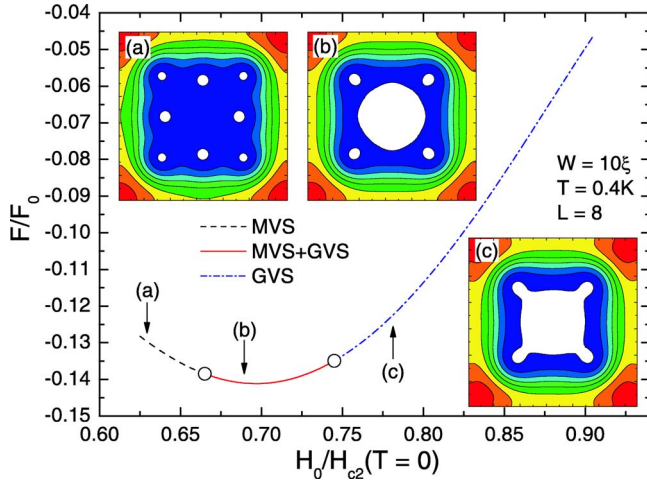 -0.04
-0.05
-0.06
-0.07
-0.08
-0.09
-0.10
-0.11
-0.12
-0.13
-0.14
-0.15
F/F0
(a)
(b)
(c)
W = 10ξ
T = 0.4K
L = 8
MVS
MVS+GVS
GVS
(a)
(b)
(c)
0.60
0.65
0.70
0.75
0.80
0.85
0.90
H0/Hc2(T = 0)